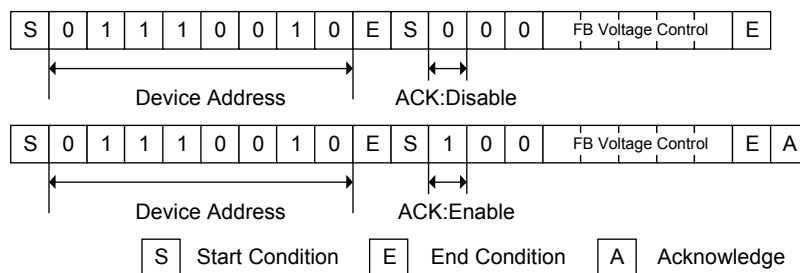 S 0 1 1 1 0 0 1 0 E S 0 0 0 FB Voltage Control E
Device Address ACK:Disable
S 0 1 1 1 0 0 1 0 E S 1 0 0 FB Voltage Control E A
Device Address ACK:Enable
S Start Condition E End Condition A Acknowledge